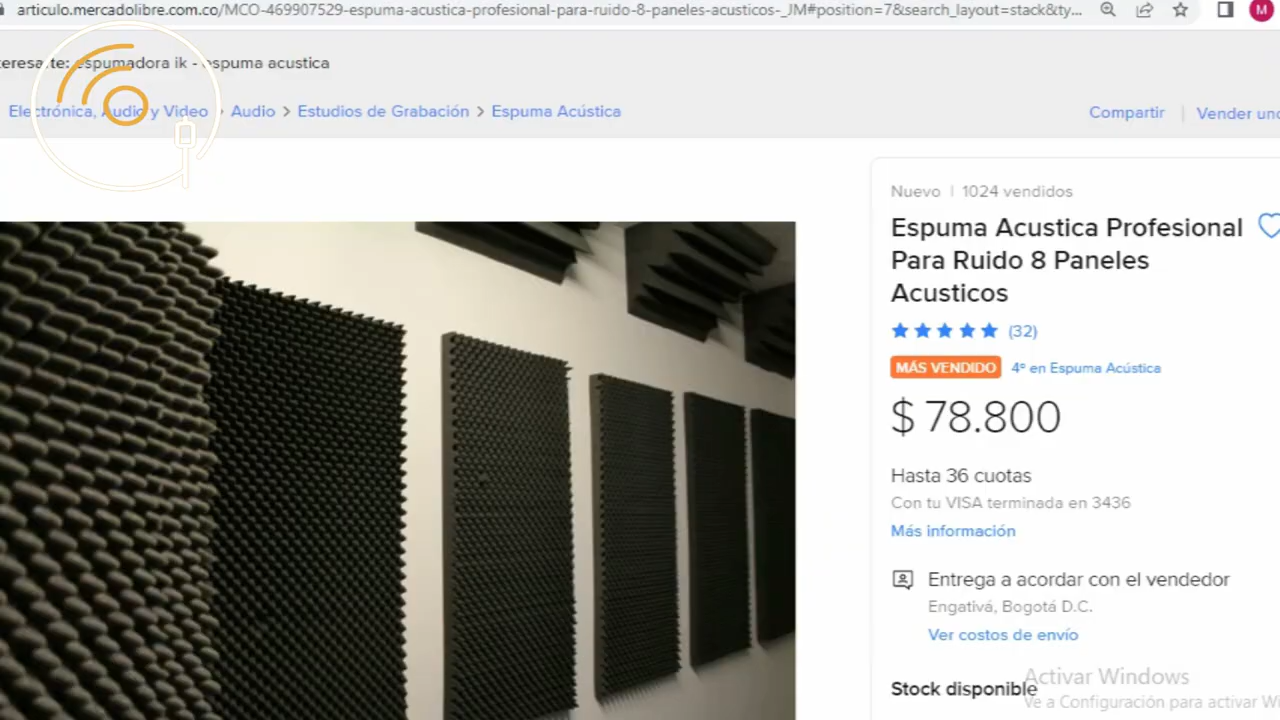 articulo.mercadolibre.com.co/MCO-469907529-espuma-acustica-profesional-para-ruido-8-paneles-acusticos-_JM#position=7&search_layout=stack&ty...
M
espumadora ik - espuma acustica
Electrónica, Audio y Video > Audio > Estudios de Grabación > Espuma Acústica
Compartir | Vender uno
Nuevo | 1024 vendidos
Espuma Acustica Profesional
Para Ruido 8 Paneles
Acusticos
(32)
MÁS VENDIDO 4º en Espuma Acústica
$ 78.800
Hasta 36 cuotas
Con tu VISA terminada en 3436
Más información
Entrega a acordar con el vendedor
Engativá, Bogotá D.C.
Ver costos de envío
Stock disponible
Activar Windows
Ve a Configuración para activar Wi